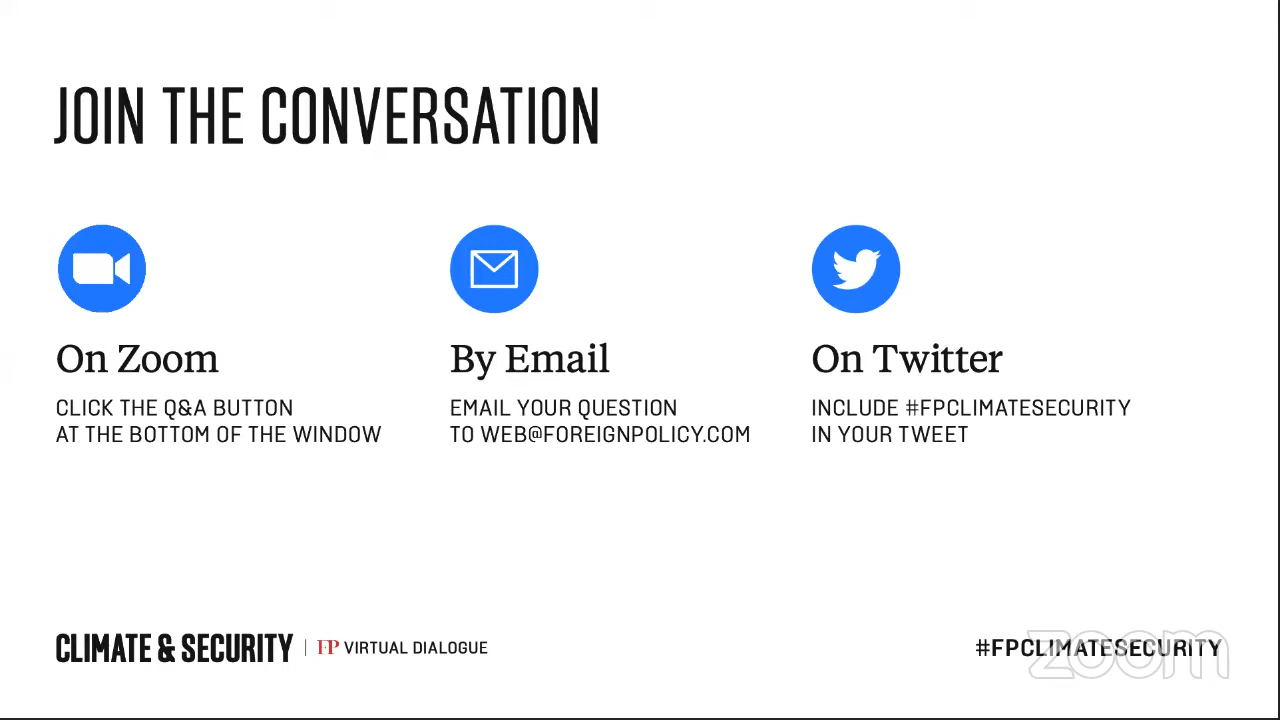 JOIN THE CONVERSATION
On Zoom
CLICK THE Q&A BUTTON
AT THE BOTTOM OF THE WINDOW
By Email
EMAIL YOUR QUESTION
TO WEB@FOREIGNPOLICY.COM
On Twitter
INCLUDE #FPCLIMATESECURITY
IN YOUR TWEET
CLIMATE & SECURITY | FP VIRTUAL DIALOGUE
#FPCLIMATESECURITY
zoom